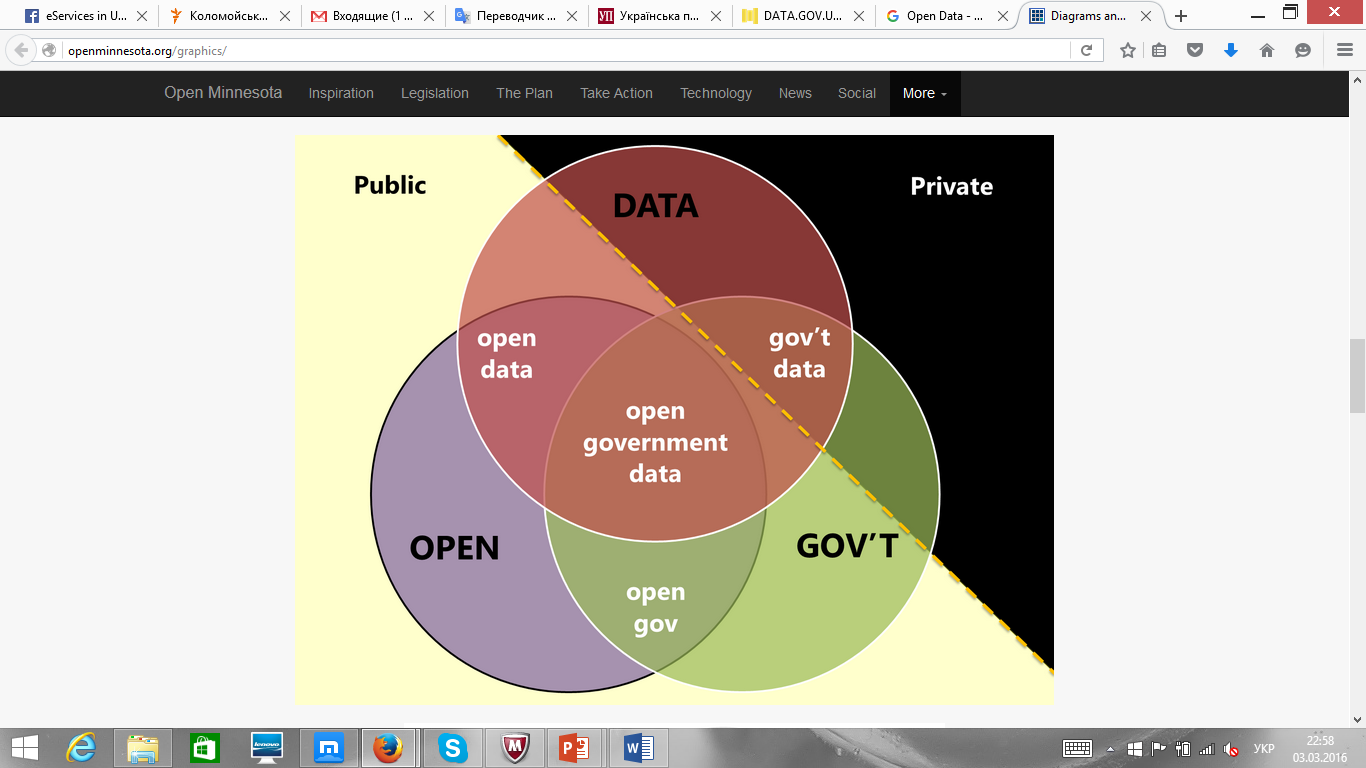 eServices in U...
Коломойськ...
Входящие (1 ...
Переводчик ...
Українська п...
DATA.GOV.U...
Open Data - ...
Diagrams an...
openminnesota.org/graphics/
Open Minnesota Inspiration Legislation The Plan Take Action Technology News Social More
Public
Private
DATA
open
data
gov't
data
open
government
data
OPEN
GOV'T
open
gov
lenovo
УКР
22:58
03.03.2016